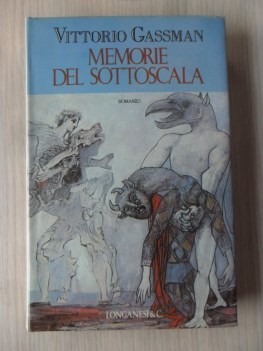 VITTORIO GASSMAN
MEMORIE
DEL SOTTOSCALA
ROMANZO
LONGANESI & C.